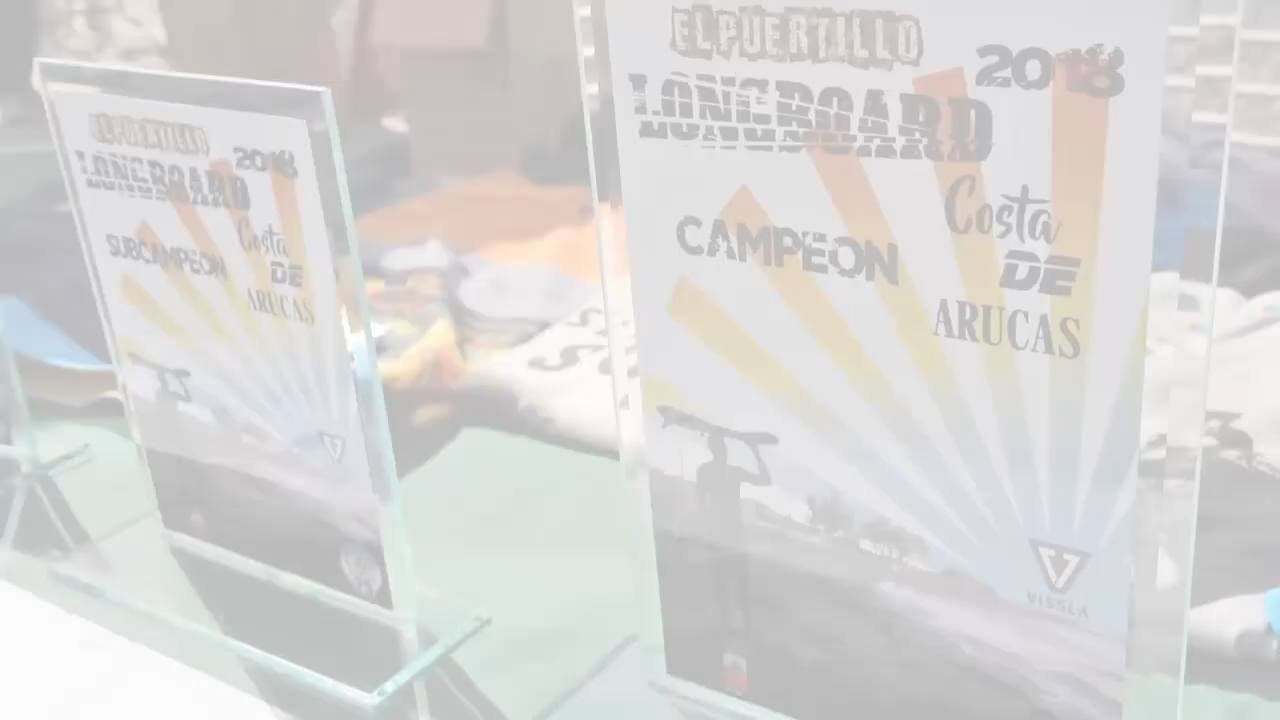 EL PUERTILLO
LONGBOARD 2018
SUBCAMPEON
Costa
DE
ARUCAS
EL PUERTILLO
LONGBOARD 2018
CAMPEON
Costa
DE
ARUCAS
VISSLA